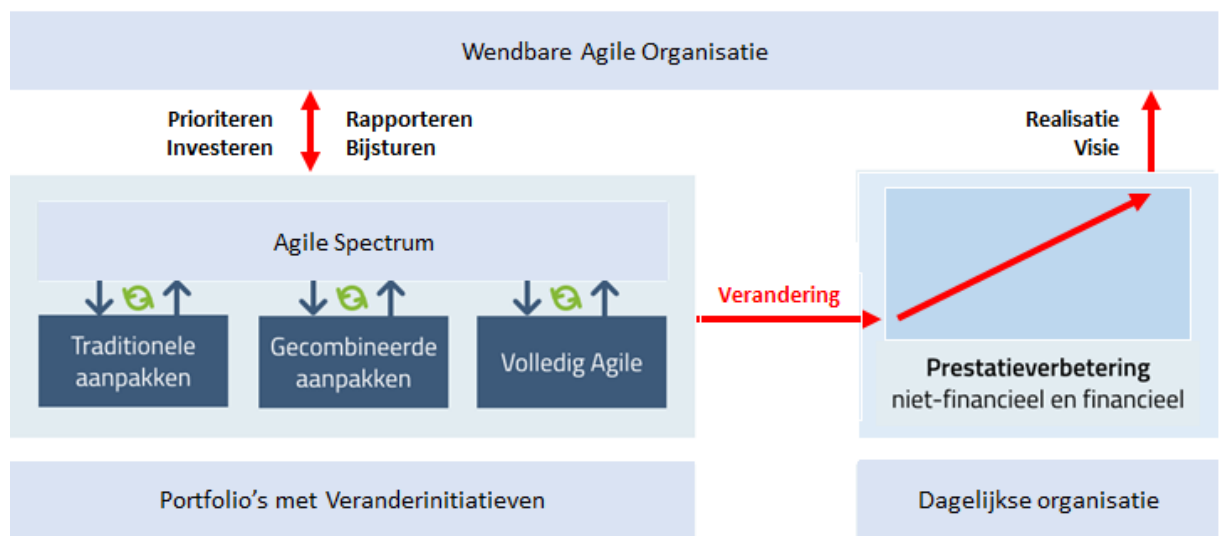 Wendbare Agile Organisatie
Prioriteren
Investeren
Rapporteren
Bijsturen
Realisatie
Visie
Agile Spectrum
Traditionele
aanpakken
Gecombineerde
aanpakken
Volledig Agile
Verandering
Prestatieverbetering
niet-financieel en financieel
Portfolio's met Veranderinitiatieven
Dagelijkse organisatie